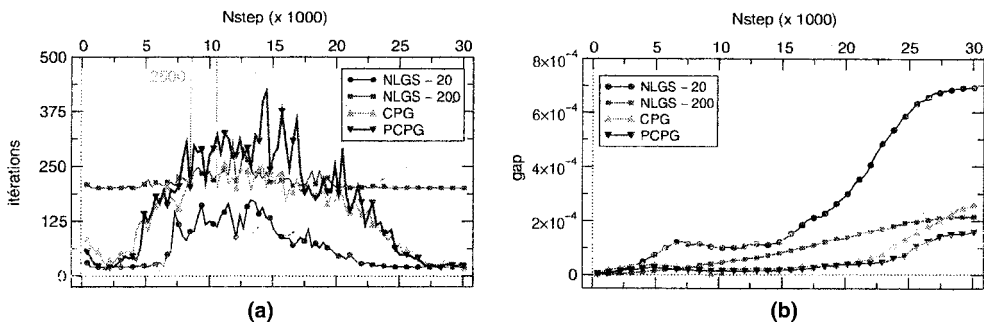 Nstep (x 1000)
0 5 10 15 20 25 30
500
375
250
125
0
itérations
2500
NLGS - 20
NLGS - 200
CPG
PCPG
(a)
Nstep (x 1000)
0 5 10 15 20 25 30
8×10⁻⁴
6×10⁻⁴
4×10⁻⁴
2×10⁻⁴
0
gap
NLGS - 20
NLGS - 200
CPG
PCPG
(b)